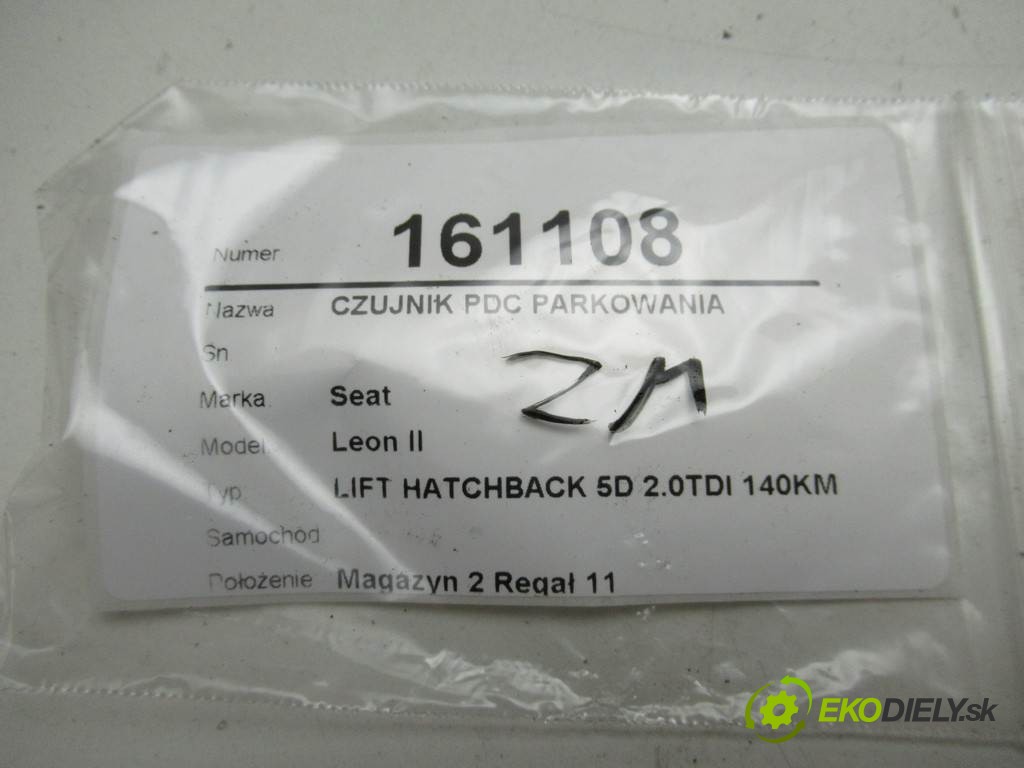 Numer 161108
Nazwa CZUJNIK PDC PARKOWANIA
Sn
Marka Seat
Model Leon II
Typ LIFT HATCHBACK 5D 2.0TDI 140KM
Samochód
Położenie Magazyn 2 Regał 11
EKODIELY.sk